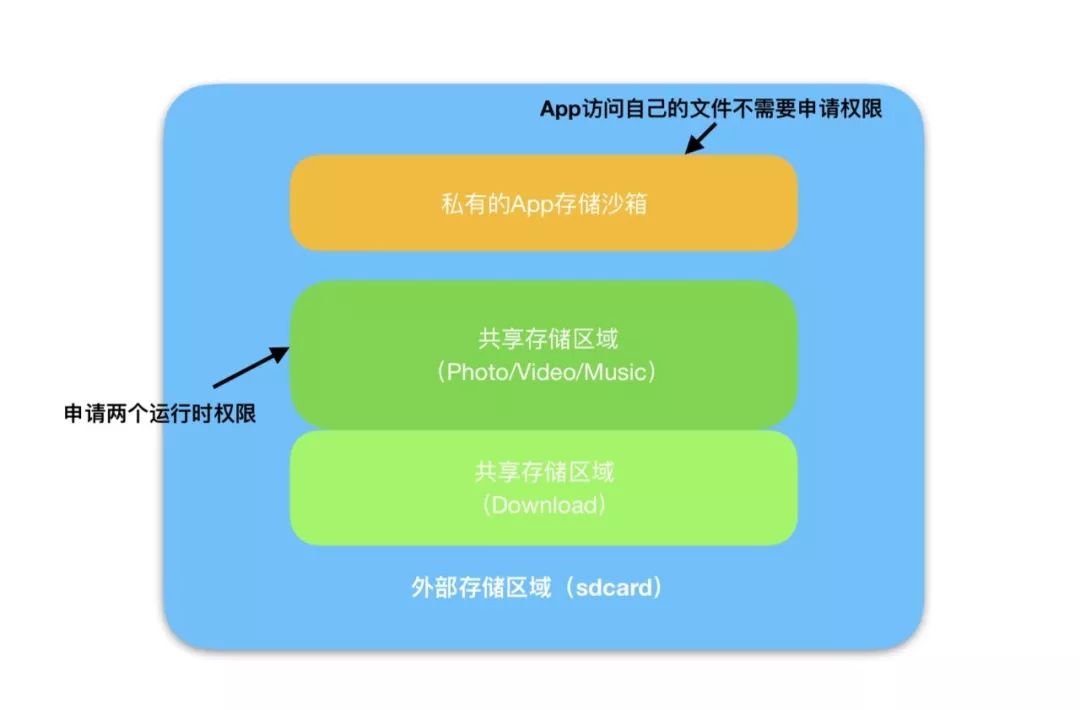 App访问自己的文件不需要申请权限
私有的App存储沙箱
共享存储区域
（Photo/Video/Music）
申请两个运行时权限
共享存储区域
（Download）
外部存储区域（sdcard）